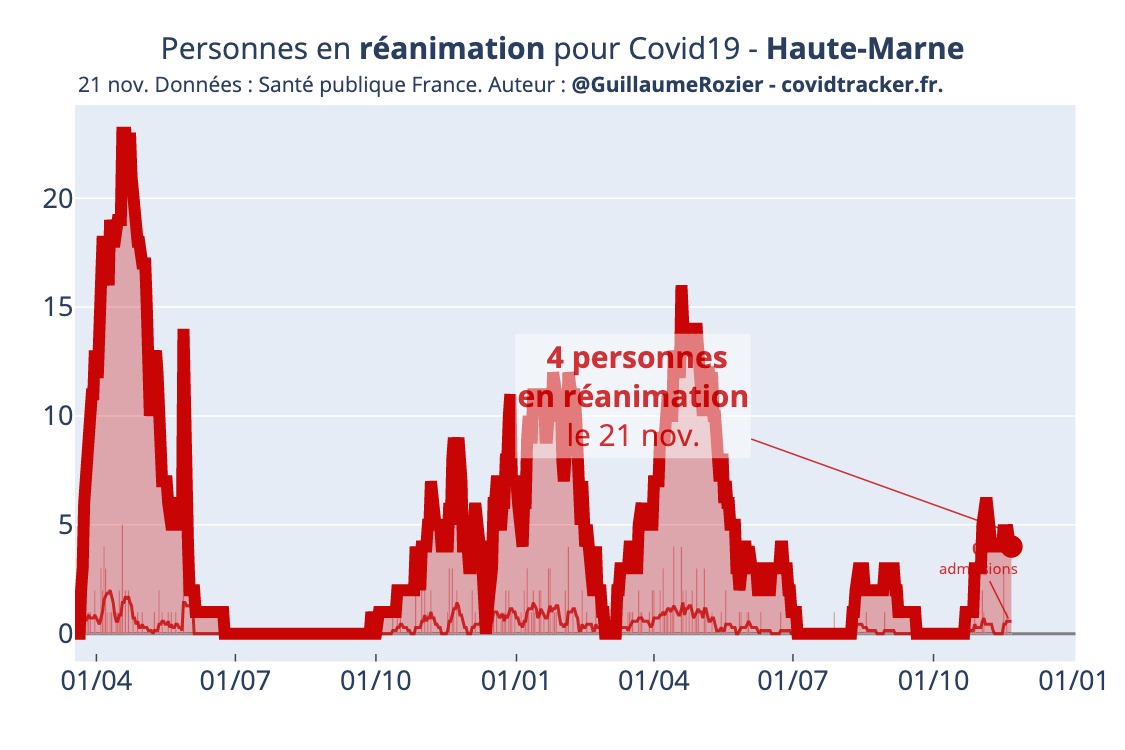 Personnes en réanimation pour Covid19 - Haute-Marne
21 nov. Données : Santé publique France. Auteur : @GuillaumeRozier - covidtracker.fr.
20
15
10
5
0
4 personnes
en réanimation
le 21 nov.
admissions
01/04 01/07 01/10 01/01 01/04 01/07 01/10 01/01